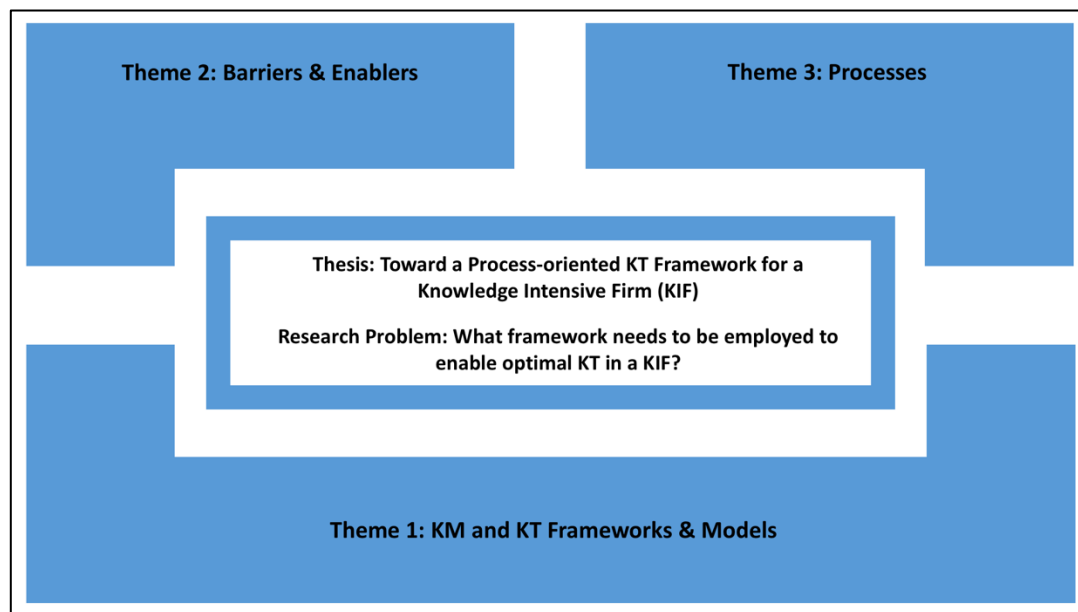 Theme 2: Barriers & Enablers
Theme 3: Processes
Thesis: Toward a Process-oriented KT Framework for a
Knowledge Intensive Firm (KIF)
Research Problem: What framework needs to be employed to
enable optimal KT in a KIF?
Theme 1: KM and KT Frameworks & Models